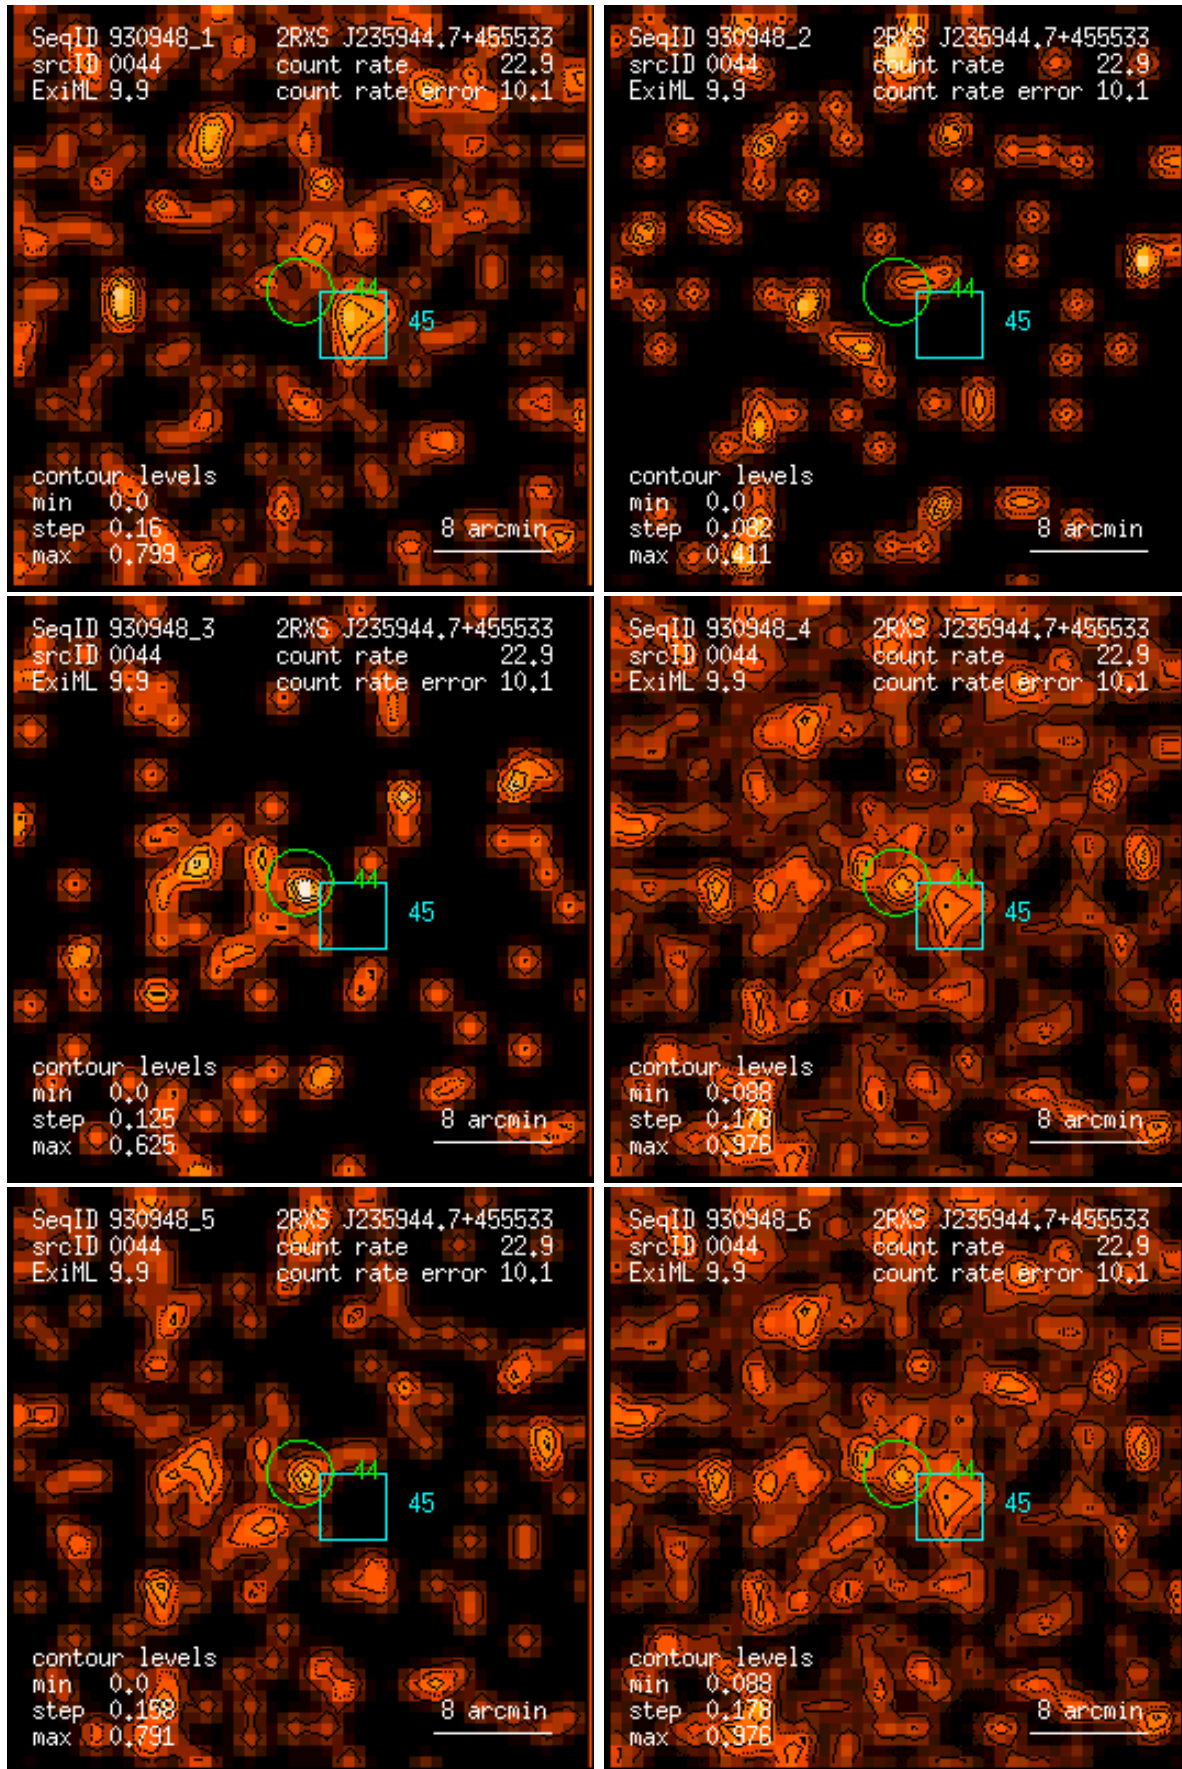 SeqID 930948_1 2RXS J235944.7+455533
srcID 0044 count rate 22.9
ExiML 9.9 count rate error 10.1
44
45
contour levels
min 0.0
step 0.16
max 0.799
8 arcmin
SeqID 930948_2 2RXS J235944.7+455533
srcID 0044 count rate 22.9
ExiML 9.9 count rate error 10.1
44
45
contour levels
min 0.0
step 0.082
max 0.411
8 arcmin
SeqID 930948_3 2RXS J235944.7+455533
srcID 0044 count rate 22.9
ExiML 9.9 count rate error 10.1
44
45
contour levels
min 0.0
step 0.125
max 0.625
8 arcmin
SeqID 930948_4 2RXS J235944.7+455533
srcID 0044 count rate 22.9
ExiML 9.9 count rate error 10.1
44
45
contour levels
min 0.088
step 0.178
max 0.976
8 arcmin
SeqID 930948_5 2RXS J235944.7+455533
srcID 0044 count rate 22.9
ExiML 9.9 count rate error 10.1
44
45
contour levels
min 0.0
step 0.158
max 0.791
8 arcmin
SeqID 930948_6 2RXS J235944.7+455533
srcID 0044 count rate 22.9
ExiML 9.9 count rate error 10.1
44
45
contour levels
min 0.088
step 0.178
max 0.976
8 arcmin